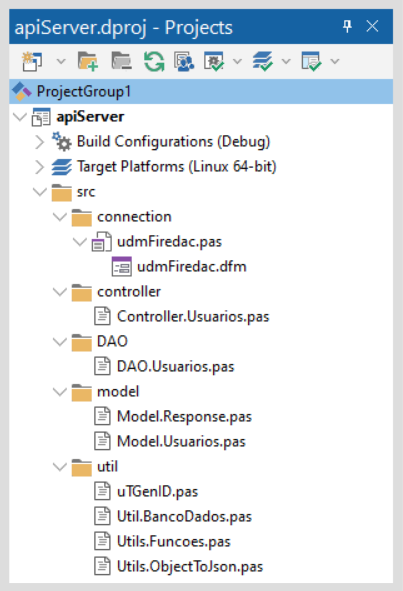 apiServer.dproj - Projects
ProjectGroup1
apiServer
Build Configurations (Debug)
Target Platforms (Linux 64-bit)
src
connection
udmFiredac.pas
udmFiredac.dfm
controller
Controller.Usuarios.pas
DAO
DAO.Usuarios.pas
model
Model.Response.pas
Model.Usuarios.pas
util
uTGenID.pas
Util.BancoDados.pas
Utils.Funcoes.pas
Utils.ObjectToJson.pas